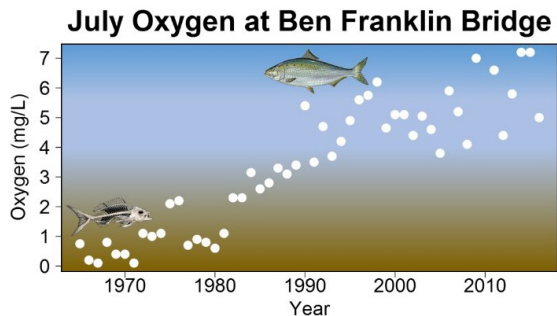 July Oxygen at Ben Franklin Bridge
7
6
5
4
3
2
1
0
Oxygen (mg/L)
1970 1980 1990 2000 2010
Year